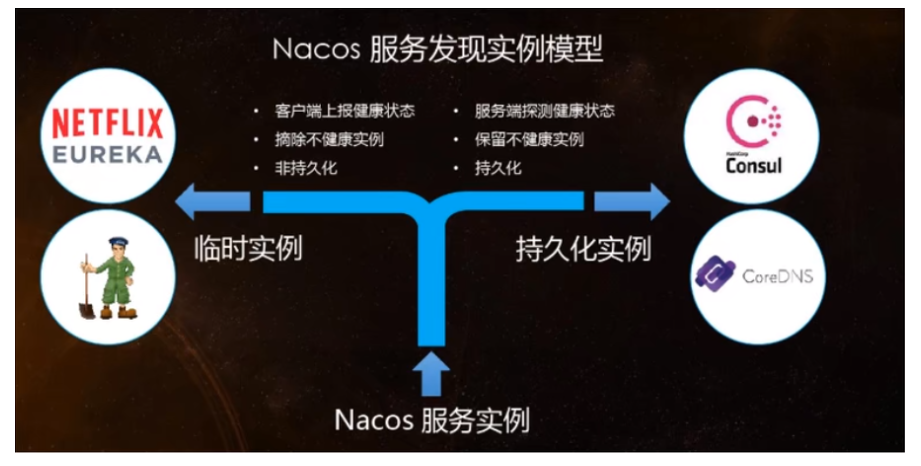 Nacos 服务发现实例模型
NETFLIX
EUREKA
• 客户端上报健康状态
• 摘除不健康实例
• 非持久化
• 服务端探测健康状态
• 保留不健康实例
• 持久化
HashiCorp
Consul
临时实例
持久化实例
CoreDNS
Nacos 服务实例